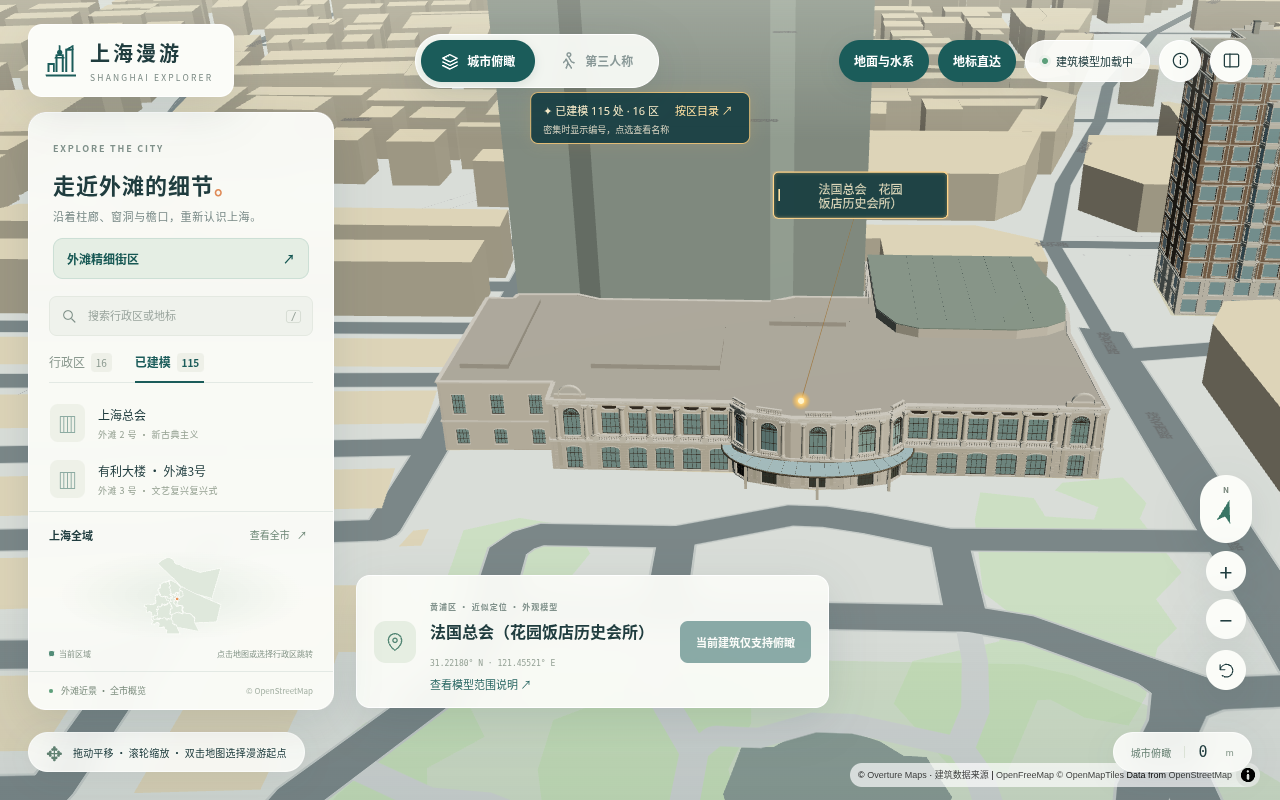 上海漫游
SHANGHAI EXPLORER
城市俯瞰
第三人称
地面与水系
地标直达
建筑模型加载中
✦ 已建模 115 处 · 16 区 按区目录 ↗
密集时显示编号，点选查看名称
法国总会 花园
饭店历史会所）
EXPLORE THE CITY
走近外滩的细节。
沿着柱廊、窗洞与檐口，重新认识上海。
外滩精细街区 ↗
搜索行政区或地标 /
行政区 16 已建模 115
上海总会
外滩 2 号 · 新古典主义
有利大楼 · 外滩3号
外滩 3 号 · 文艺复兴复兴式
上海全域 查看全市 ↗
当前区域 点击地图或选择行政区跳转
外滩近景 · 全市概览 © OpenStreetMap
拖动平移 · 滚轮缩放 · 双击地图选择漫游起点
黄浦区 · 近似定位 · 外观模型
法国总会（花园饭店历史会所）
31.22180° N · 121.45521° E
查看模型范围说明 ↗
当前建筑仅支持俯瞰
N
+
−
城市俯瞰 0 m
© Overture Maps · 建筑数据来源 | OpenFreeMap © OpenMapTiles Data from OpenStreetMap